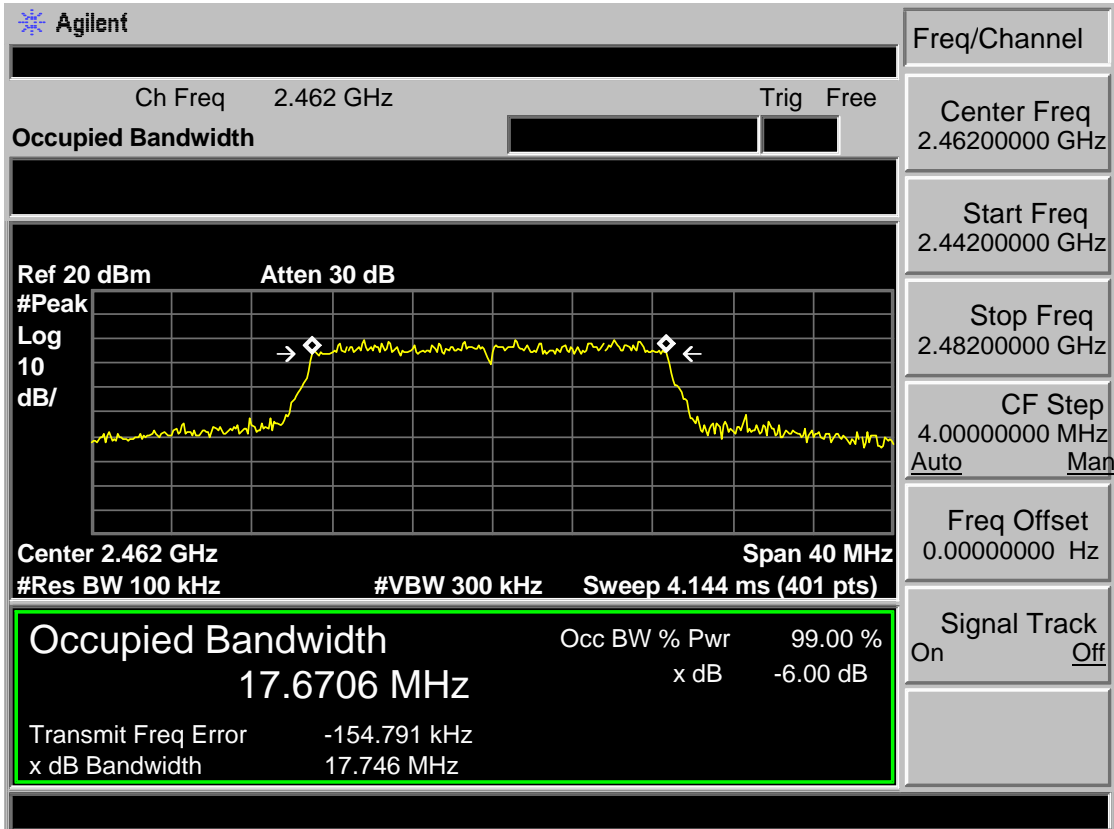 Agilent
Freq/Channel
Ch Freq 2.462 GHz Trig Free
Occupied Bandwidth
Center Freq
2.46200000 GHz
Start Freq
2.44200000 GHz
Ref 20 dBm Atten 30 dB
#Peak
Log
10
dB/
Stop Freq
2.48200000 GHz
CF Step
4.00000000 MHz
Auto Man
Center 2.462 GHz Span 40 MHz
#Res BW 100 kHz #VBW 300 kHz Sweep 4.144 ms (401 pts)
Freq Offset
0.00000000 Hz
Occupied Bandwidth
17.6706 MHz
Occ BW % Pwr 99.00 %
x dB -6.00 dB
Transmit Freq Error -154.791 kHz
x dB Bandwidth 17.746 MHz
Signal Track
On Off